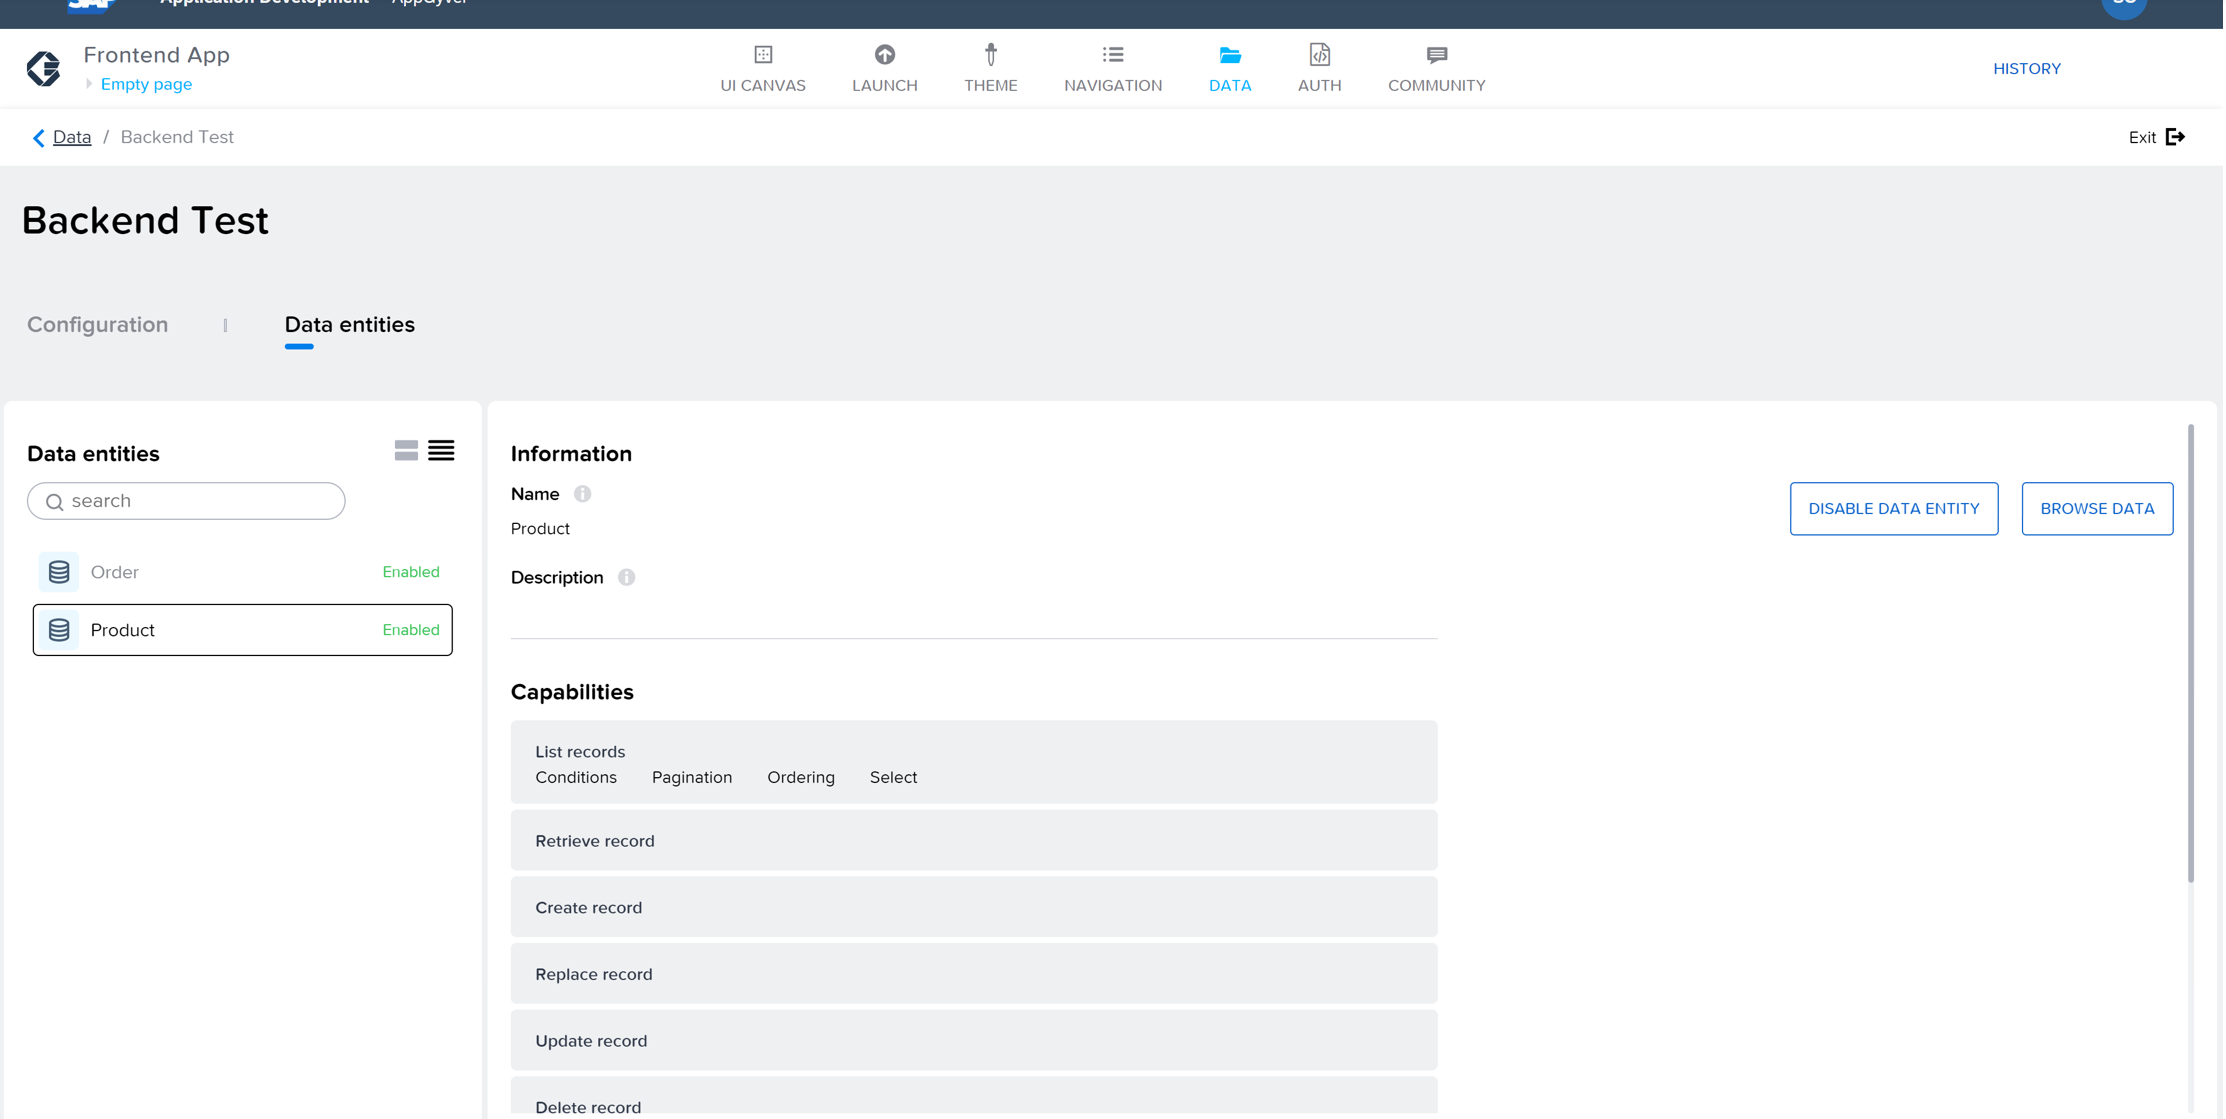 SAP Application Development AppGyver
Frontend App
Empty page
UI CANVAS LAUNCH THEME NAVIGATION DATA AUTH COMMUNITY
HISTORY
Data / Backend Test
Exit
Backend Test
Configuration
Data entities
Data entities
search
Order Enabled
Product Enabled
Information
Name
Product
DISABLE DATA ENTITY
BROWSE DATA
Description
Capabilities
List records
Conditions Pagination Ordering Select
Retrieve record
Create record
Replace record
Update record
Delete record